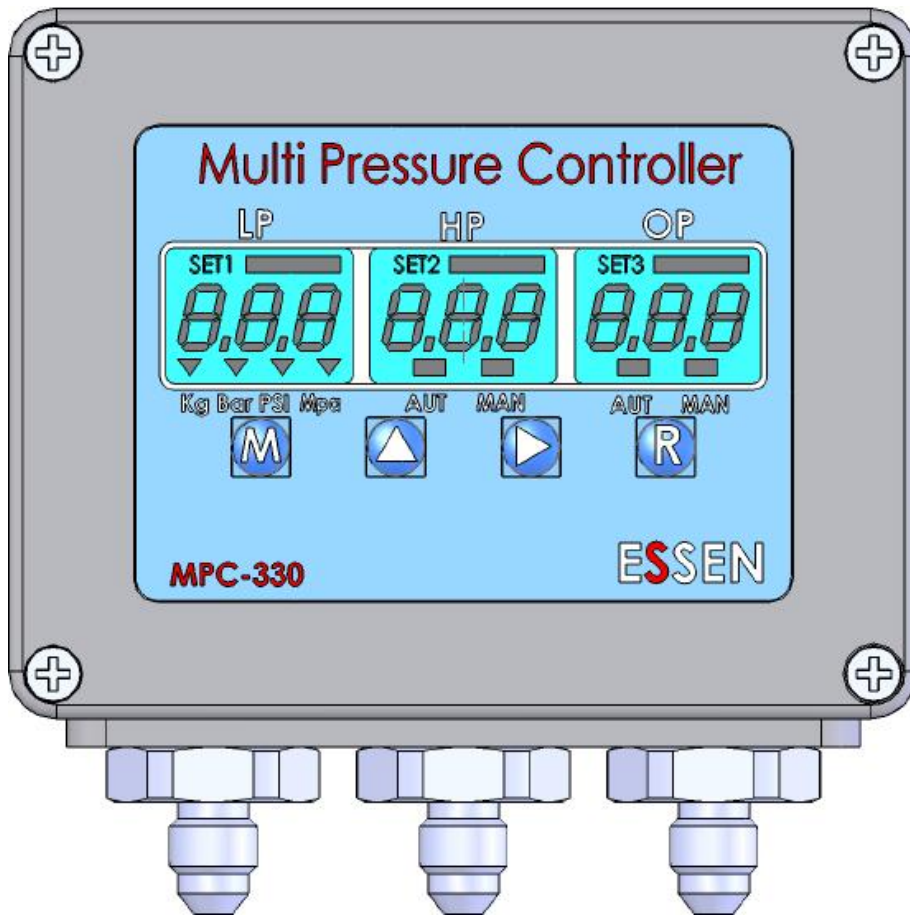 Multi Pressure Controller
LP HP OP
SET1 SET2 SET3
8.8.8 8.8.8 8.8.8
Kg Bar PSI Mpa AUT MAN AUT MAN
M R
MPC-330 ESSEN